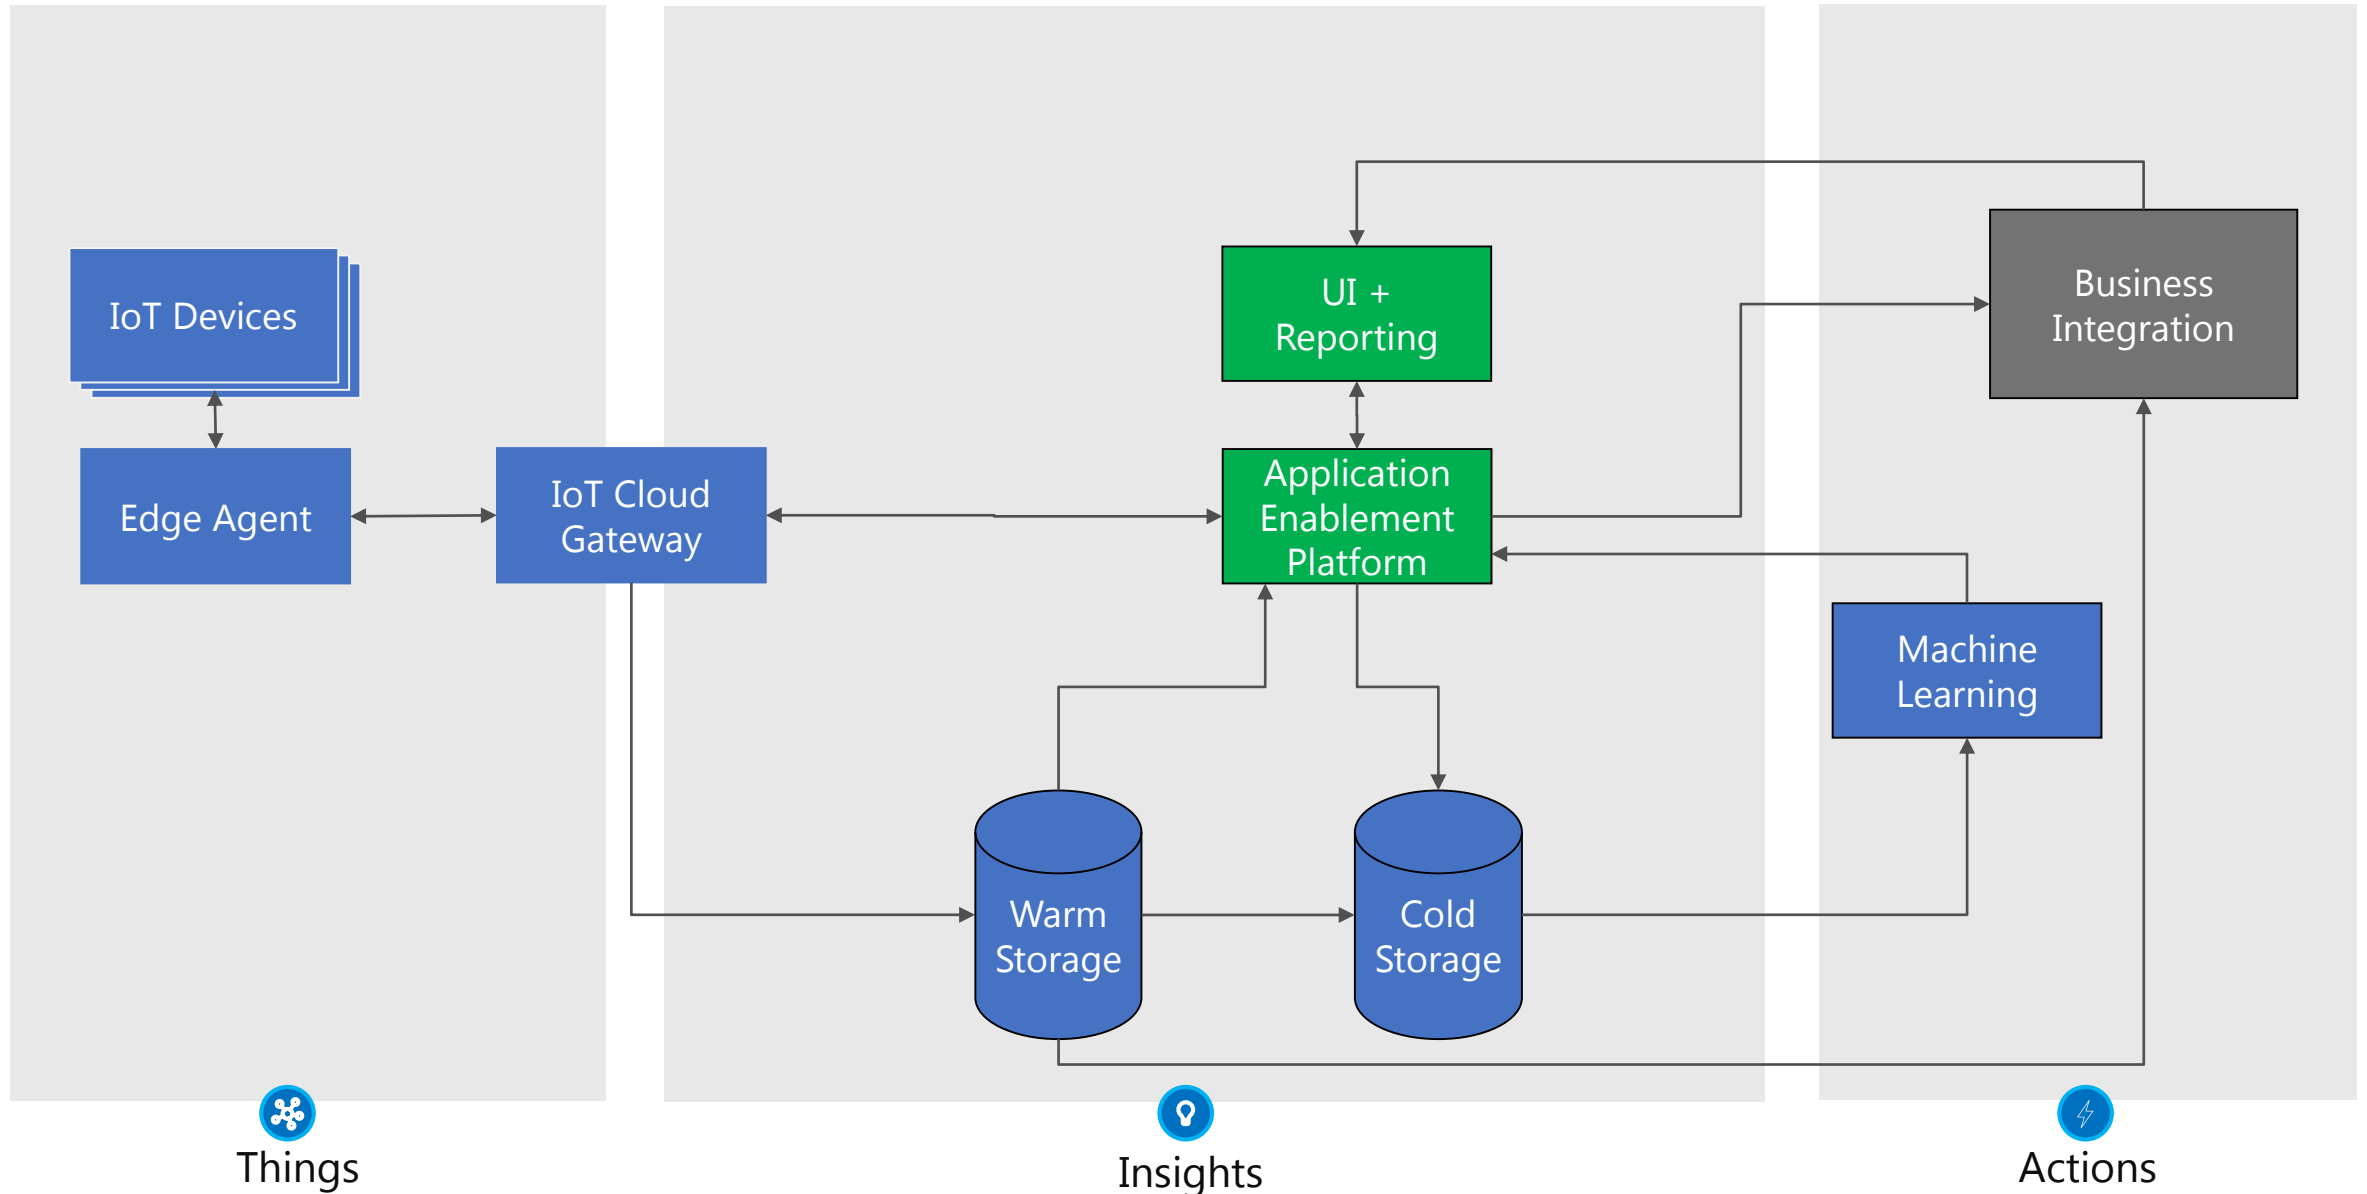 IoT Devices
Edge Agent
IoT Cloud
Gateway
UI +
Reporting
Application
Enablement
Platform
Warm
Storage
Cold
Storage
Business
Integration
Machine
Learning
Things
Insights
Actions